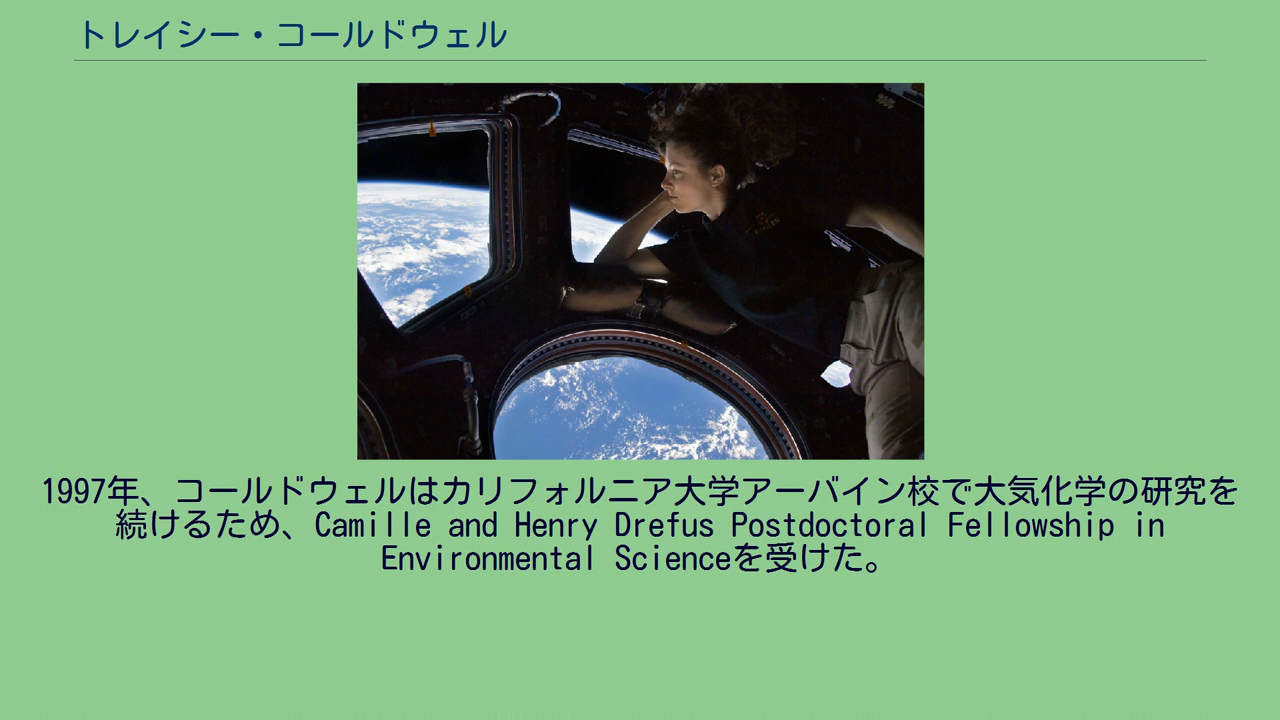 トレイシー・コールドウェル
1997年、コールドウェルはカリフォルニア大学アーバイン校で大気化学の研究を
続けるため、Camille and Henry Drefus Postdoctoral Fellowship in
Environmental Scienceを受けた。